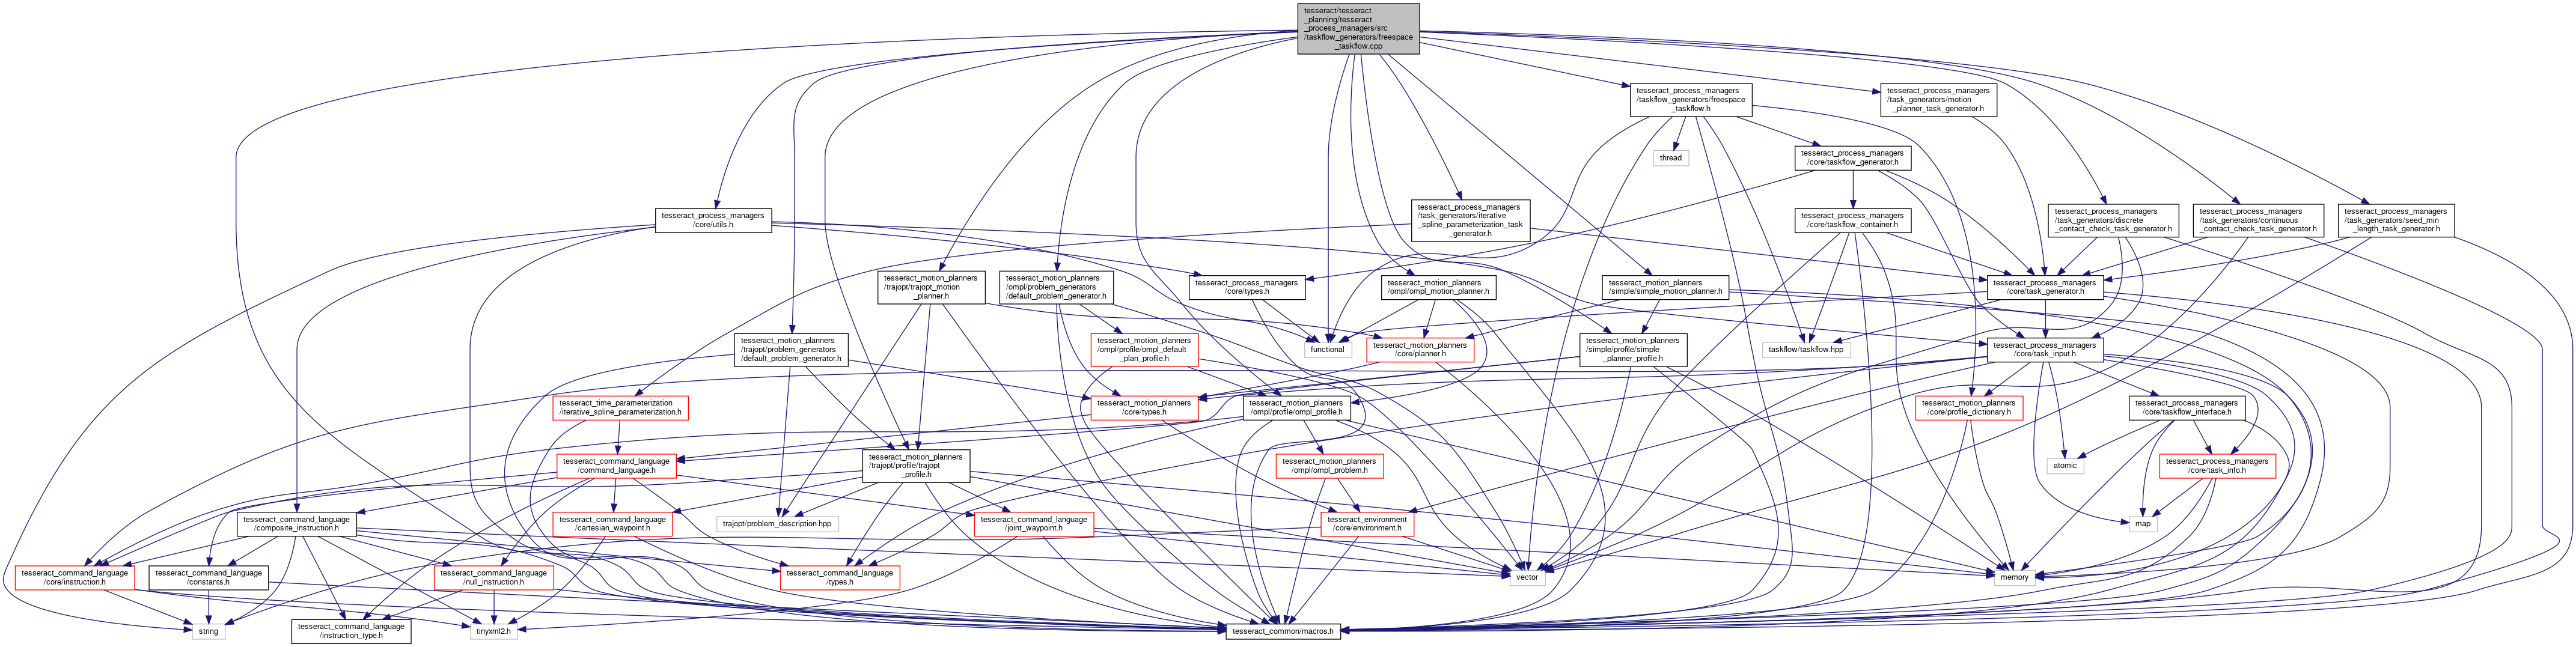 tesseract/tesseract
_planning/tesseract
_process_managers/src
/taskflow_generators/freespace
_taskflow.cpp
tesseract_process_managers
/taskflow_generators/freespace
_taskflow.h
tesseract_process_managers
/task_generators/motion
_planner_task_generator.h
thread
tesseract_process_managers
/core/taskflow_generator.h
tesseract_process_managers
/core/utils.h
tesseract_process_managers
/task_generators/iterative
_spline_parameterization_task
_generator.h
tesseract_process_managers
/core/taskflow_container.h
tesseract_process_managers
/task_generators/discrete
_contact_check_task_generator.h
tesseract_process_managers
/task_generators/continuous
_contact_check_task_generator.h
tesseract_process_managers
/task_generators/seed_min
_length_task_generator.h
tesseract_motion_planners
/trajopt/trajopt_motion
_planner.h
tesseract_motion_planners
/ompl/problem_generators
/default_problem_generator.h
tesseract_process_managers
/core/types.h
tesseract_motion_planners
/ompl/ompl_motion_planner.h
tesseract_motion_planners
/simple/simple_motion_planner.h
tesseract_process_managers
/core/task_generator.h
tesseract_motion_planners
/trajopt/problem_generators
/default_problem_generator.h
tesseract_motion_planners
/ompl/profile/ompl_default
_plan_profile.h
functional
tesseract_motion_planners
/core/planner.h
tesseract_motion_planners
/simple/profile/simple
_planner_profile.h
taskflow/taskflow.hpp
tesseract_process_managers
/core/task_input.h
tesseract_time_parameterization
/iterative_spline_parameterization.h
tesseract_motion_planners
/core/types.h
tesseract_motion_planners
/ompl/profile/ompl_profile.h
tesseract_motion_planners
/core/profile_dictionary.h
tesseract_process_managers
/core/taskflow_interface.h
tesseract_command_language
/command_language.h
tesseract_motion_planners
/trajopt/profile/trajopt
_profile.h
tesseract_motion_planners
/ompl/ompl_problem.h
atomic
tesseract_process_managers
/core/task_info.h
tesseract_command_language
/composite_instruction.h
tesseract_command_language
/cartesian_waypoint.h
trajopt/problem_description.hpp
tesseract_command_language
/joint_waypoint.h
tesseract_environment
/core/environment.h
map
tesseract_command_language
/core/instruction.h
tesseract_command_language
/constants.h
tesseract_command_language
/null_instruction.h
tesseract_command_language
/types.h
vector
memory
string
tesseract_command_language
/instruction_type.h
tinyxml2.h
tesseract_common/macros.h